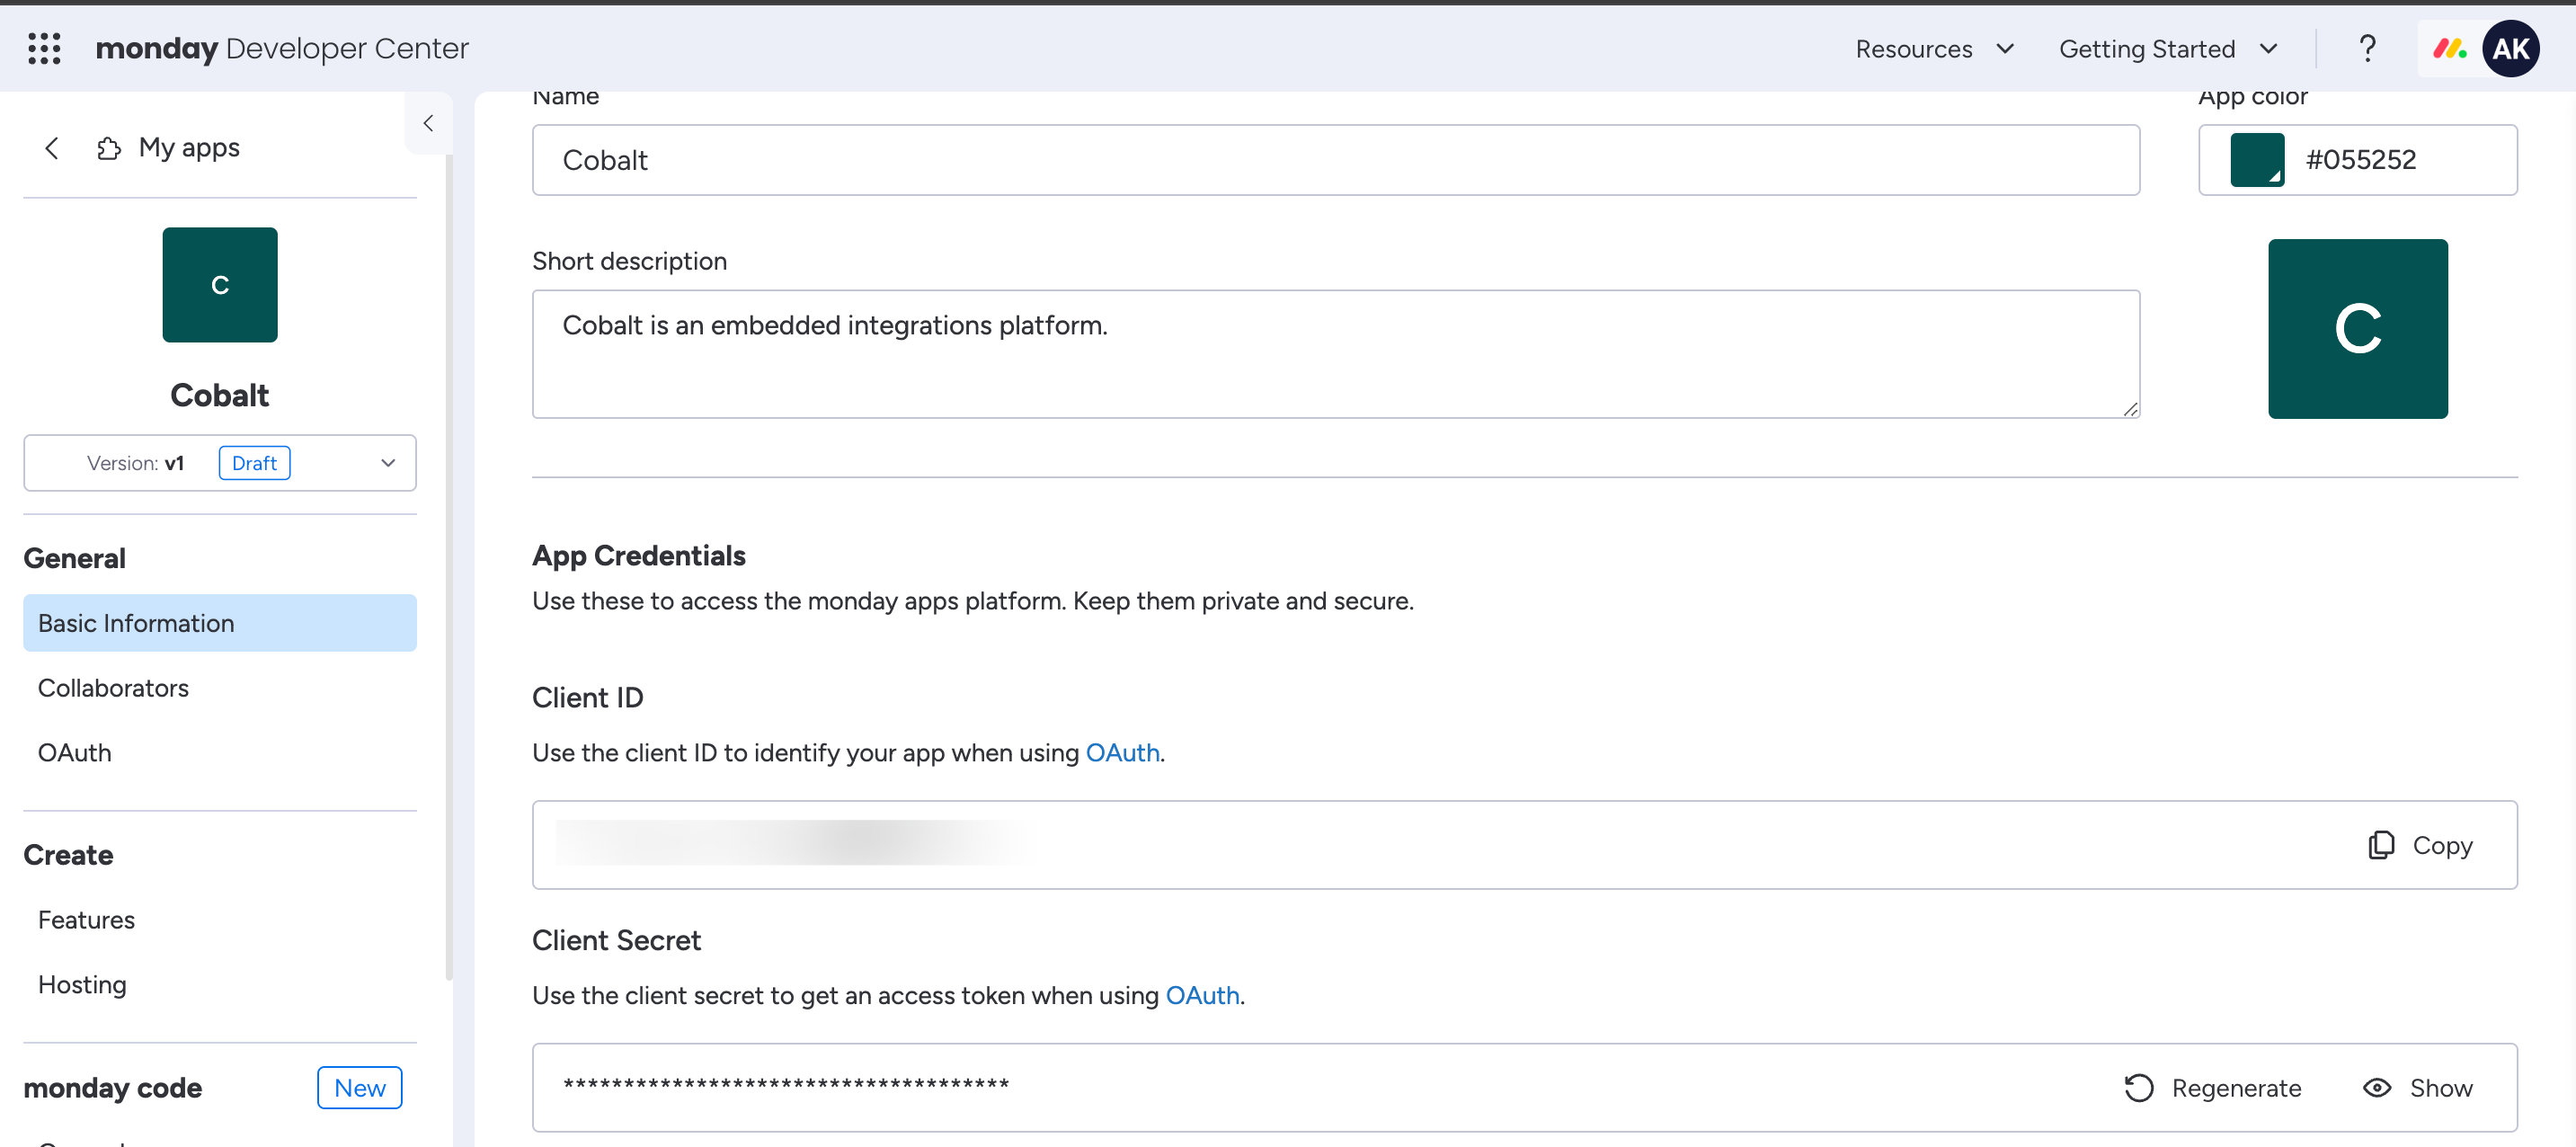 monday Developer Center
Resources
Getting Started
?
AK
My apps
C
Cobalt
Version: v1
Draft
General
Basic Information
Collaborators
OAuth
Create
Features
Hosting
monday code
New
Name
Cobalt
App color
#055252
Short description
Cobalt is an embedded integrations platform.
C
App Credentials
Use these to access the monday apps platform. Keep them private and secure.
Client ID
Use the client ID to identify your app when using OAuth.
Copy
Client Secret
Use the client secret to get an access token when using OAuth.
*************************************
Regenerate
Show